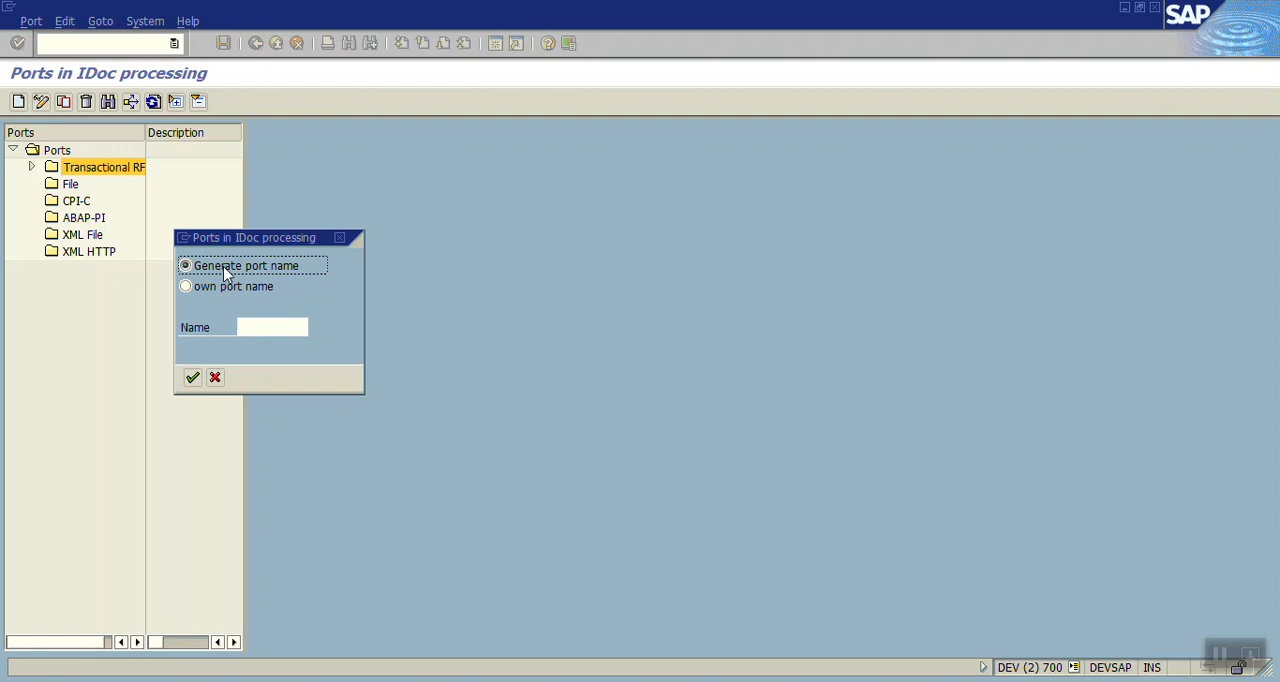 Port Edit Goto System Help
SAP
Ports in IDoc processing
Ports Description
Ports
Transactional RF
File
CPI-C
ABAP-PI
XML File
XML HTTP
Ports in IDoc processing
Generate port name
own port name
Name
DEV (2) 700 DEVSAP INS